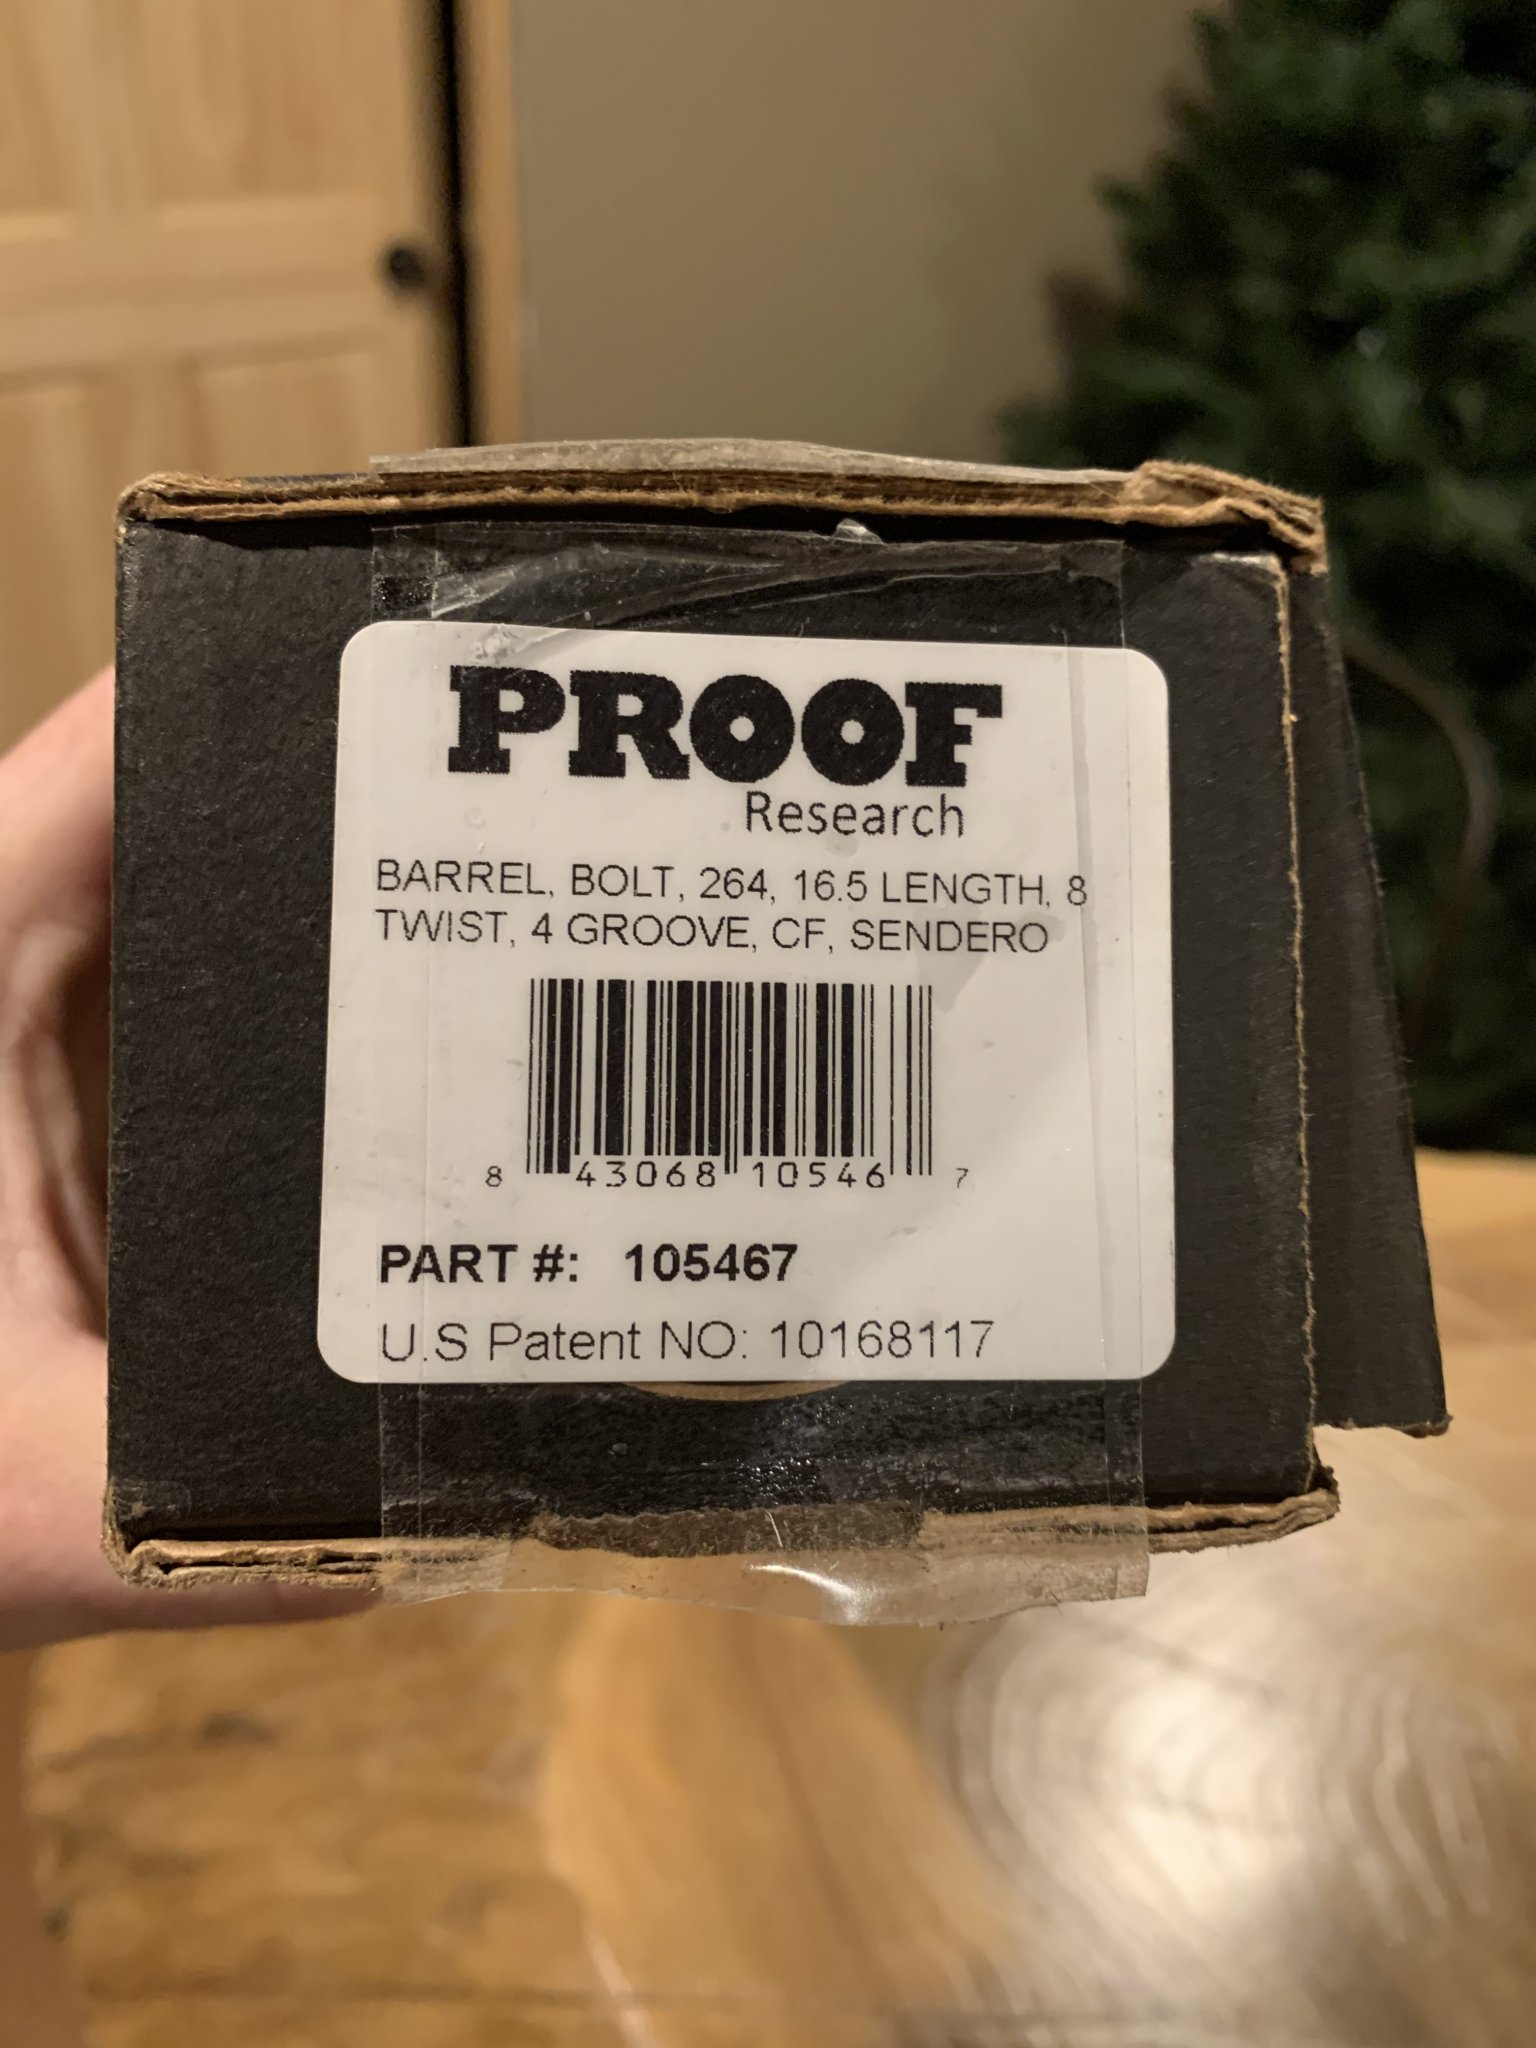 PROOF
Research
BARREL, BOLT, 264, 16.5 LENGTH, 8
TWIST, 4 GROOVE, CF, SENDERO
8 43068 10546 7
PART #: 105467
U.S Patent NO: 10168117